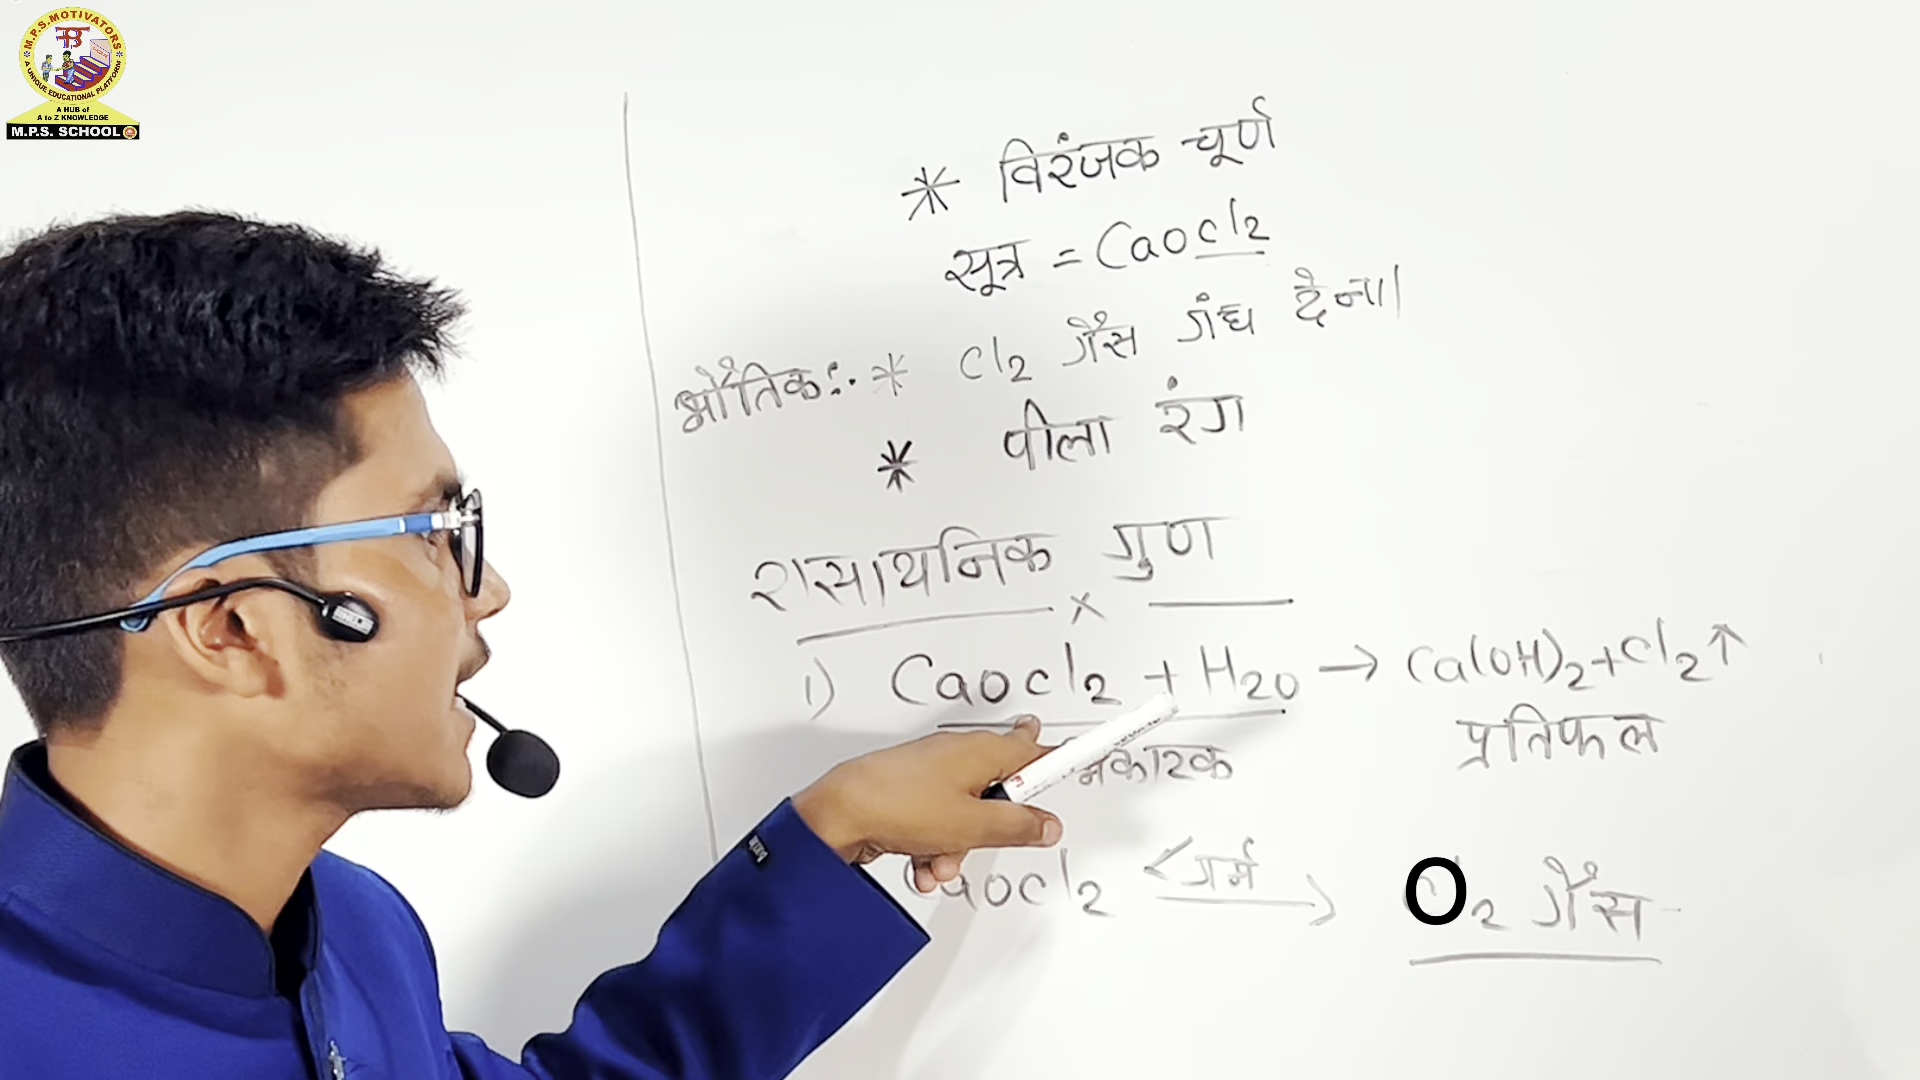 M.P.S.MOTIVATORS
A UNIQUE EDUCATIONAL PLATFORM
A HUB of
A to Z KNOWLEDGE
M.P.S. SCHOOL
* विरंजक चूर्ण
सूत्र = CaOCl2
भौतिक:. * Cl2 गैस गंध देना।
* पीला रंग
रासायनिक गुण
1) CaOCl2 + H2O → Ca(OH)2 + Cl2 ↑
प्रतिफल
CaOCl2 गर्म → O2 गैस